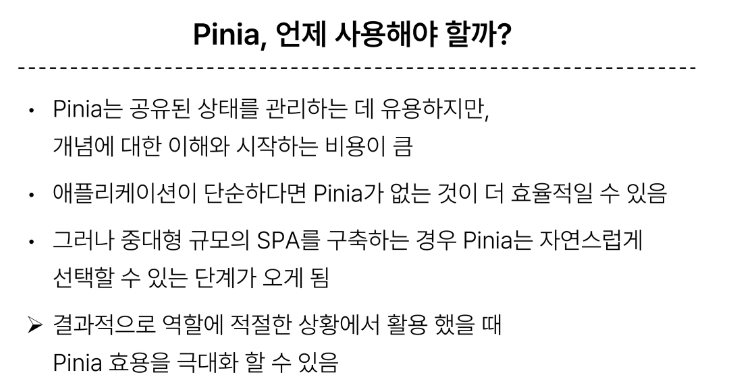 Pinia, 언제 사용해야 할까?
• Pinia는 공유된 상태를 관리하는 데 유용하지만,
개념에 대한 이해와 시작하는 비용이 큼
• 애플리케이션이 단순하다면 Pinia가 없는 것이 더 효율적일 수 있음
• 그러나 중대형 규모의 SPA를 구축하는 경우 Pinia는 자연스럽게
선택할 수 있는 단계가 오게 됨
➢ 결과적으로 역할에 적절한 상황에서 활용 했을 때
Pinia 효용을 극대화 할 수 있음